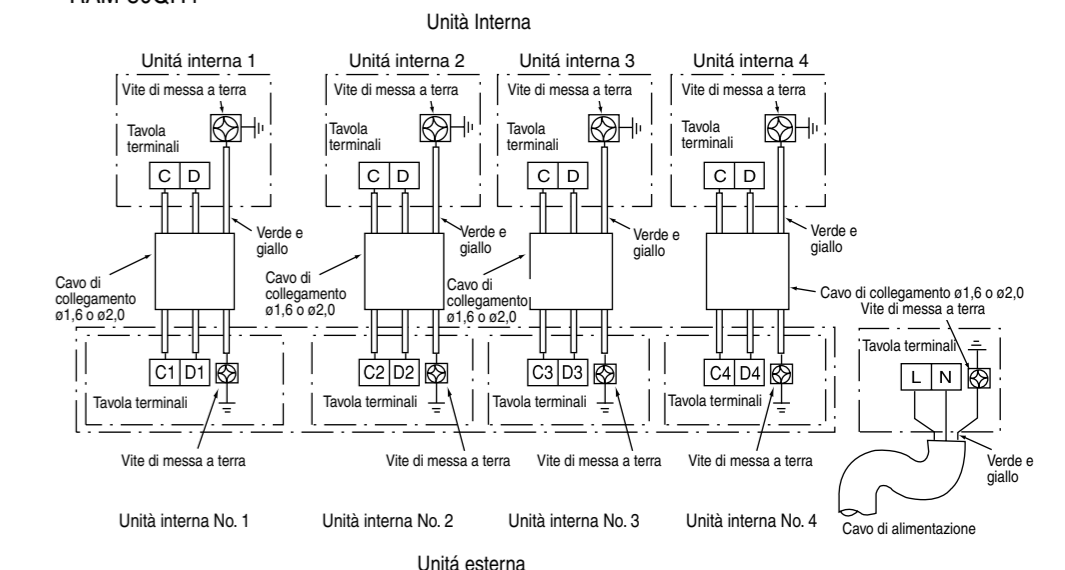 Unità Interna
Unitá interna 1
Unitá interna 2
Unitá interna 3
Unitá interna 4
Vite di messa a terra
Vite di messa a terra
Vite di messa a terra
Vite di messa a terra
Tavola
terminali
Tavola
terminali
Tavola
terminali
Tavola
terminali
C D
C D
C D
C D
Verde e
giallo
Verde e
giallo
Verde e
giallo
Verde e
giallo
Cavo di
collegamento
ø1,6 o ø2,0
Cavo di
collegamento
ø1,6 o ø2,0
Cavo di
collegamento
ø1,6 o ø2,0
Cavo di collegamento ø1,6 o ø2,0
Vite di messa a terra
Tavola terminali
L N
C1 D1
C2 D2
C3 D3
C4 D4
Tavola terminali
Tavola terminali
Tavola terminali
Tavola terminali
Vite di messa a terra
Vite di messa a terra
Vite di messa a terra
Vite di messa a terra
Verde e
giallo
Unità interna No. 1
Unità interna No. 2
Unità interna No. 3
Unità interna No. 4
Cavo di alimentazione
Unitá esterna